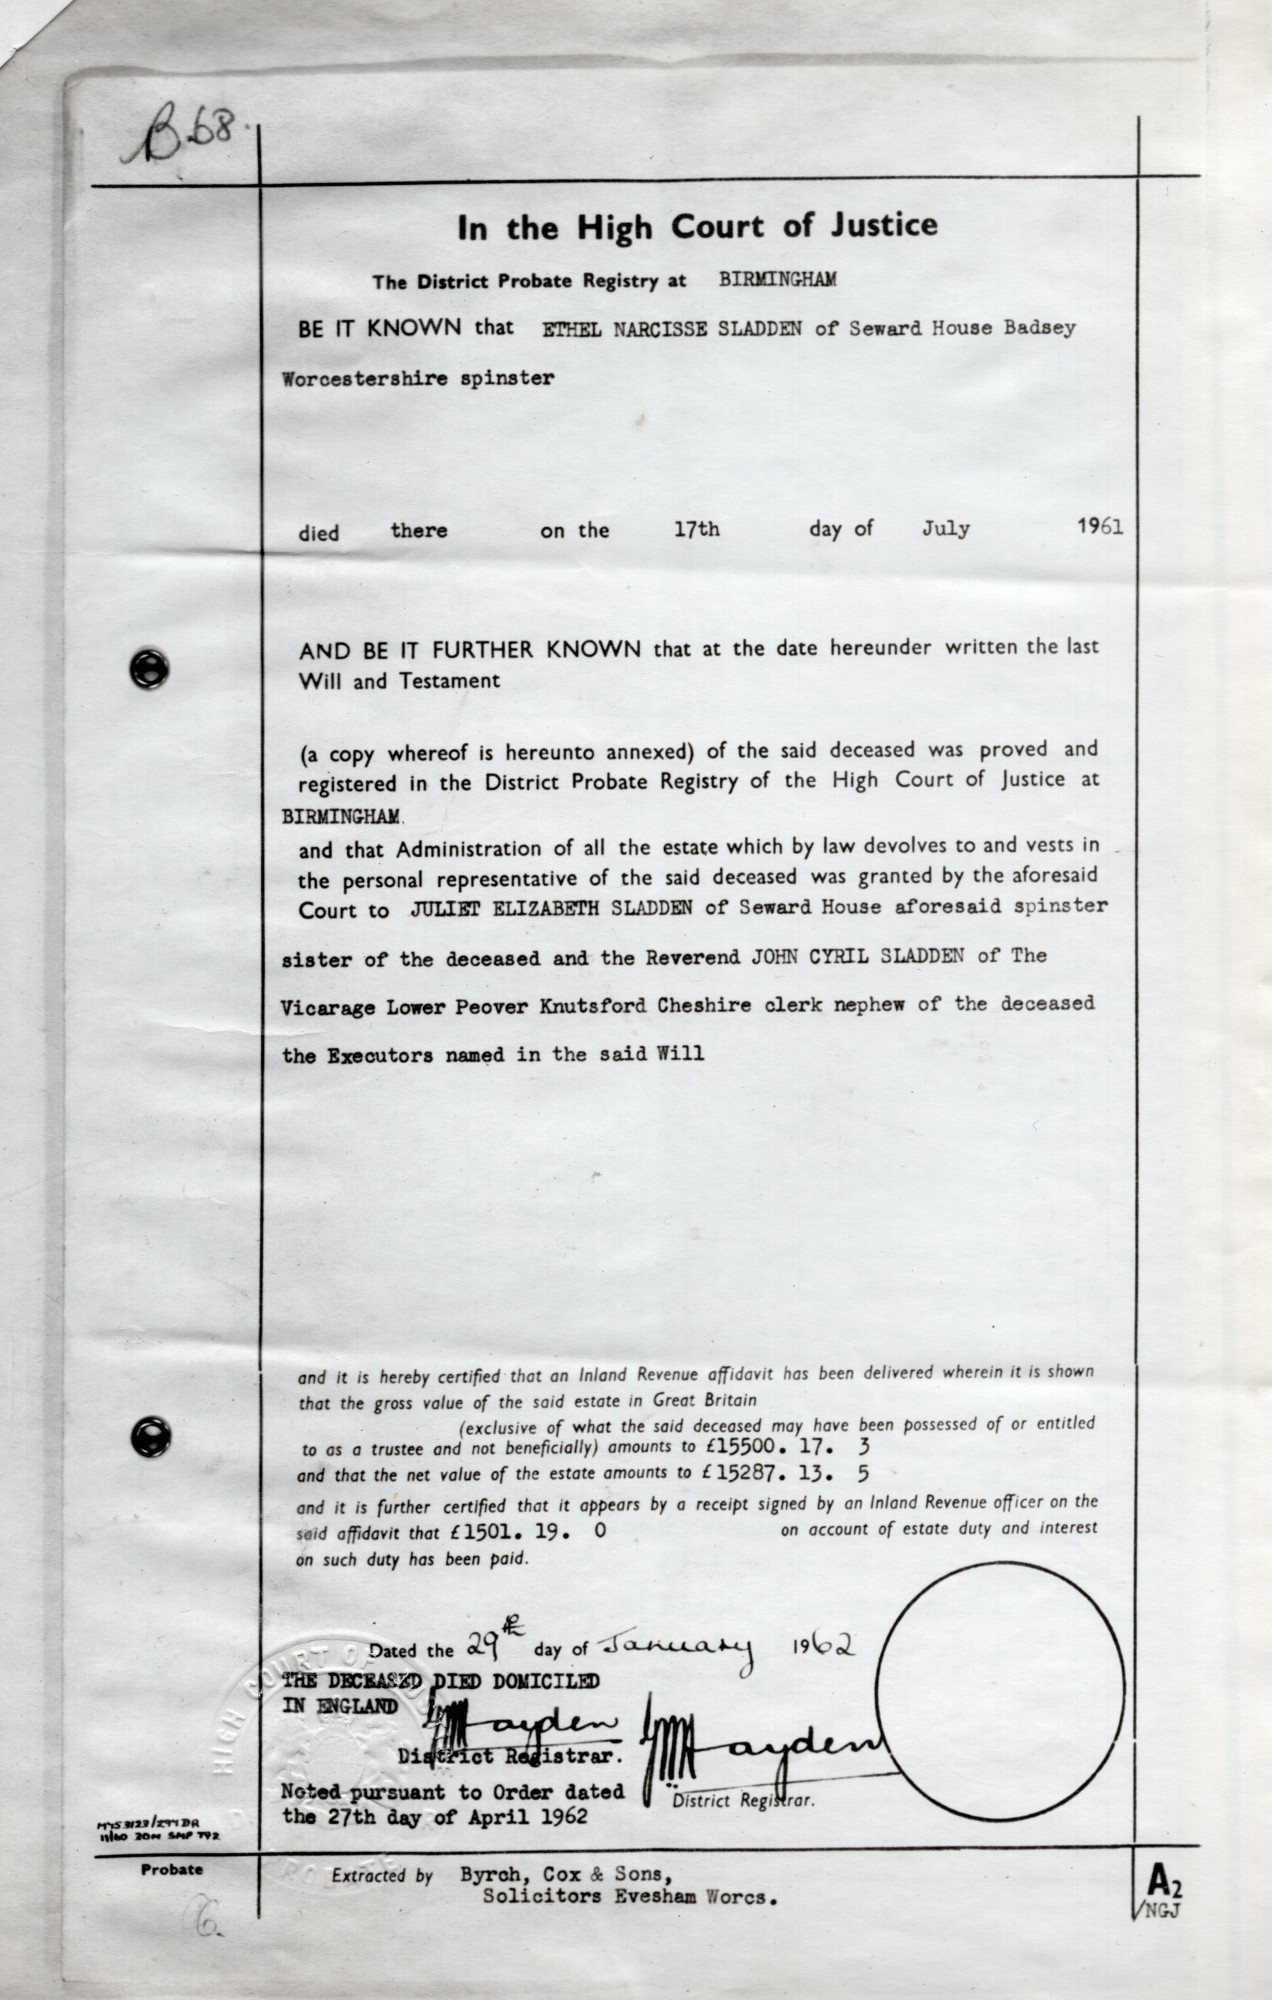 B.68.
In the High Court of Justice
The District Probate Registry at BIRMINGHAM
BE IT KNOWN that ETHEL NARCISSE SLADDEN of Seward House Badsey
Worcestershire spinster
died there on the 17th day of July 1961
AND BE IT FURTHER KNOWN that at the date hereunder written the last
Will and Testament
(a copy whereof is hereunto annexed) of the said deceased was proved and
registered in the District Probate Registry of the High Court of Justice at
BIRMINGHAM.
and that Administration of all the estate which by law devolves to and vests in
the personal representative of the said deceased was granted by the aforesaid
Court to JULIET ELIZABETH SLADDEN of Seward House aforesaid spinster
sister of the deceased and the Reverend JOHN CYRIL SLADDEN of The
Vicarage Lower Peover Knutsford Cheshire clerk nephew of the deceased
the Executors named in the said Will
and it is hereby certified that an Inland Revenue affidavit has been delivered wherein it is shown
that the gross value of the said estate in Great Britain
(exclusive of what the said deceased may have been possessed of or entitled
to as a trustee and not beneficially) amounts to £15500. 17. 3
and that the net value of the estate amounts to £15287. 13. 5
and it is further certified that it appears by a receipt signed by an Inland Revenue officer on the
said affidavit that £1501. 19. 0 on account of estate duty and interest
on such duty has been paid.
Dated the 29th day of January 1962
THE DECEASED DIED DOMICILED
IN ENGLAND
Hayden Hayden
District Registrar.
District Registrar.
Noted pursuant to Order dated
the 27th day of April 1962
Probate
Extracted by Byrch, Cox & Sons,
Solicitors Evesham Worcs.
A2
NGJ
HIGH COURT OF